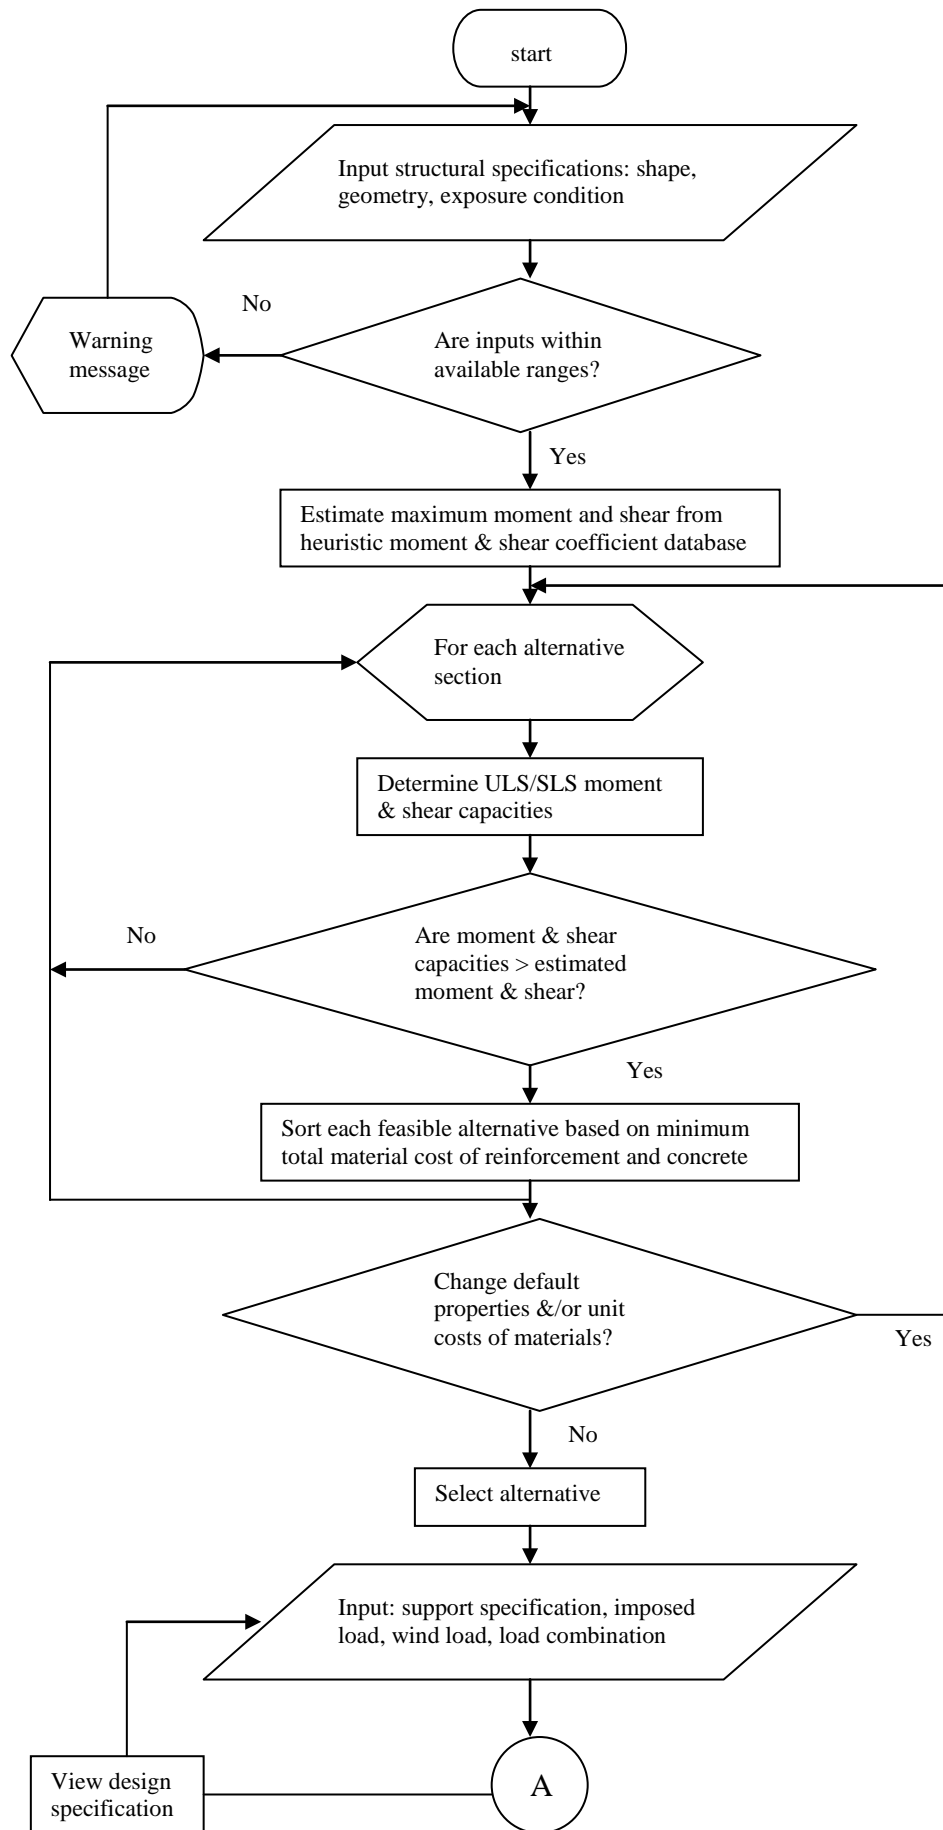 start
Input structural specifications: shape,
geometry, exposure condition
No
Warning
message
Are inputs within
available ranges?
Yes
Estimate maximum moment and shear from
heuristic moment & shear coefficient database
For each alternative
section
Determine ULS/SLS moment
& shear capacities
No
Are moment & shear
capacities > estimated
moment & shear?
Yes
Sort each feasible alternative based on minimum
total material cost of reinforcement and concrete
Change default
properties &/or unit
costs of materials?
Yes
No
Select alternative
Input: support specification, imposed
load, wind load, load combination
View design
specification
A